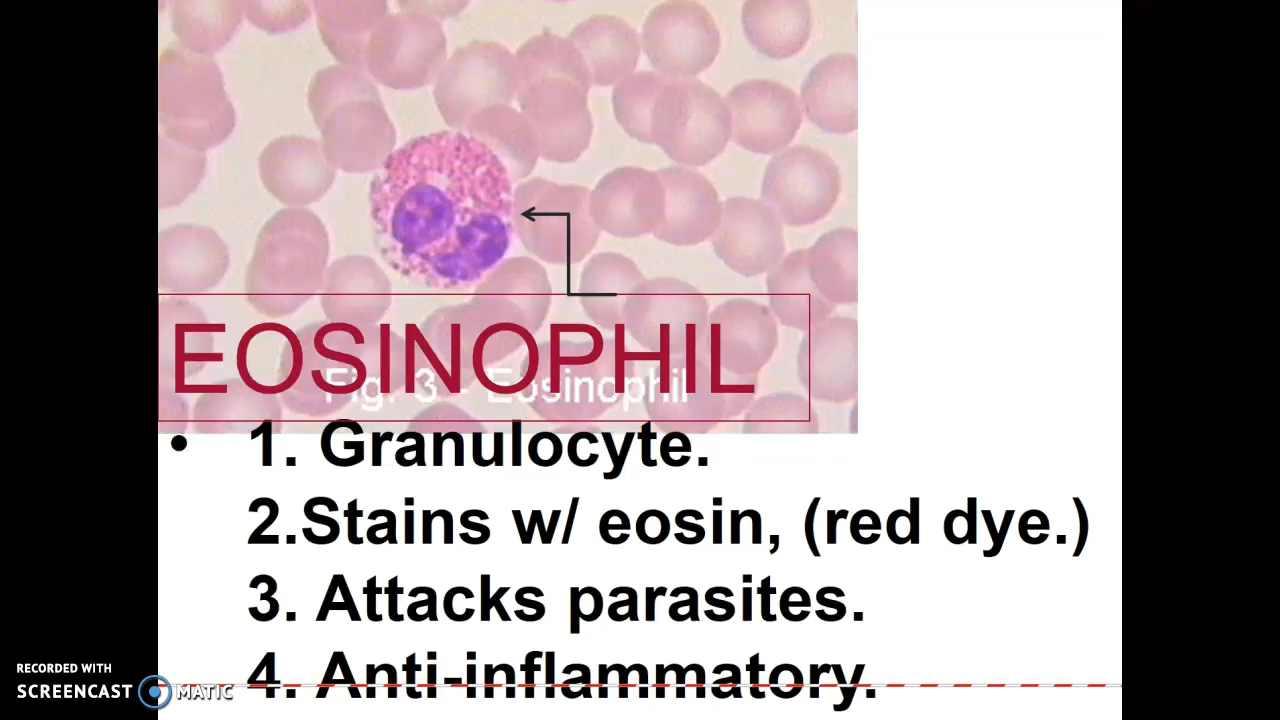 EOSINOPHIL
Fig. 3 - Eosinophil
• 1. Granulocyte.
2.Stains w/ eosin, (red dye.)
3. Attacks parasites.
4. Anti-inflammatory.
RECORDED WITH
SCREENCAST MATIC